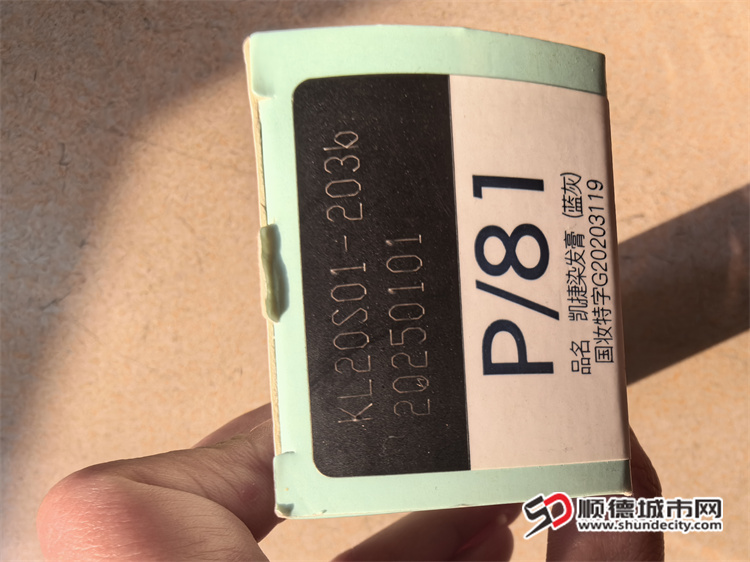 KL20S01-203b
20250101
P/81
品名 凯捷染发膏 (蓝灰)
国妆特字G20203119
顺德城市网
www.shundecity.com